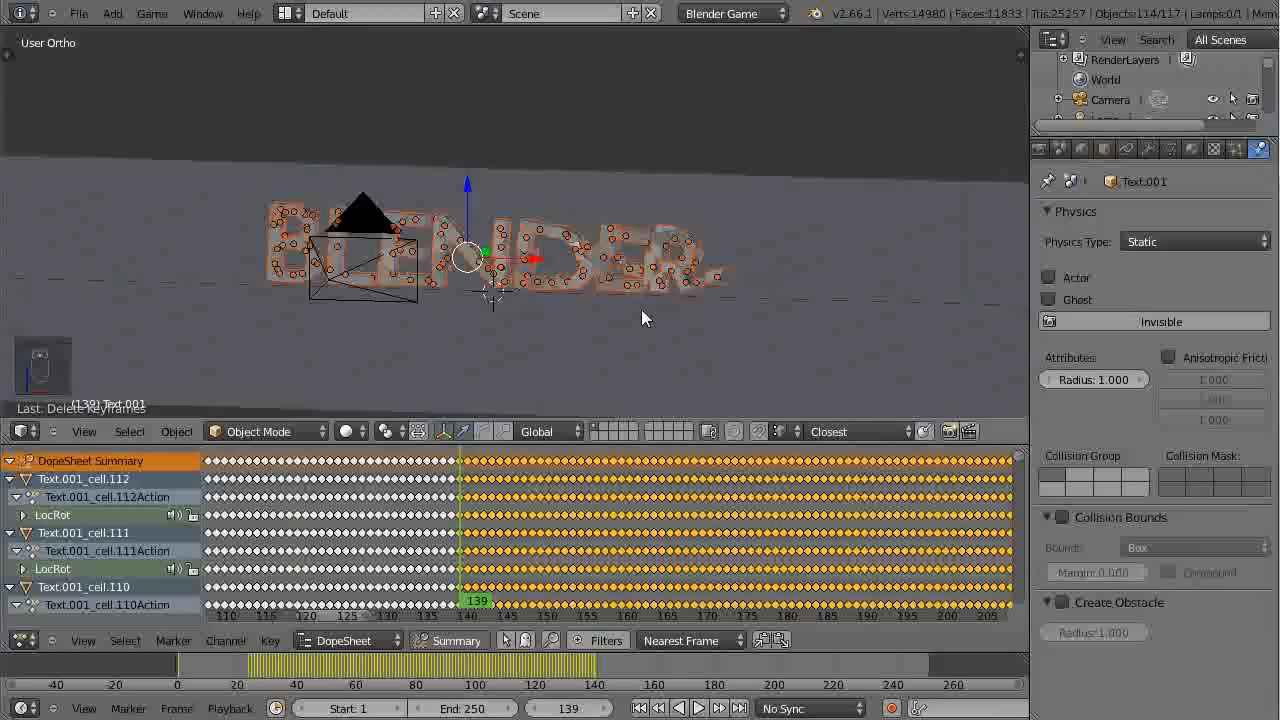 File Add Game Window Help Default Scene Blender Game v2.66.1 | Verts:14980 | Faces:11833 | Tris:25257 | Objects:114/117 | Lamps:0/1 |
User Ortho
View Search All Scenes
RenderLayers
World
Camera
Text.001
Physics
Physics Type: Static
Actor
Ghost
Invisible
Attributes: Anisotropic Fricti
Radius: 1.000 1.000
1.000
Collision Group Collision Mask:
Collision Bounds
Bounds: Box
Margin: 0.000 Compound
Create Obstacle
Radius: 1.000
BLENDER
(139) Text.001
Last: Delete Keyframes
View Select Object Object Mode Global Closest
DopeSheet Summary
Text.001_cell.112
Text.001_cell.112Action
LocRot
Text.001_cell.111
Text.001_cell.111Action
LocRot
Text.001_cell.110
Text.001_cell.110Action
139
110 115 120 125 130 135 140 145 150 155 160 165 170 175 180 185 190 195 200 205
View Select Marker Channel Key DopeSheet Summary Filters Nearest Frame
-40 -20 0 20 40 60 80 100 120 140 160 180 200 220 240 260
View Marker Frame Playback Start: 1 End: 250 139 No Sync